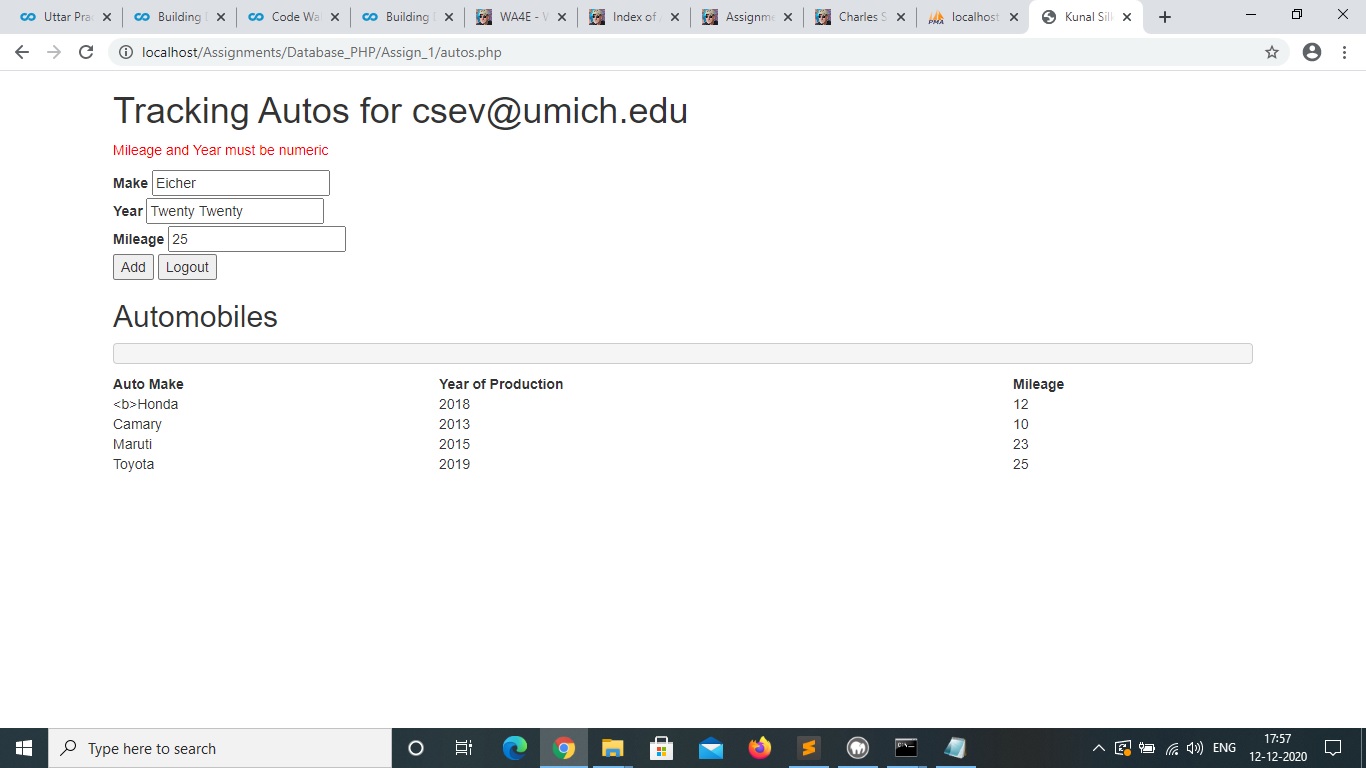 Uttar Pra
Building
Code Wa
Building
WA4E - W
Index of /
Assignme
Charles S
localhost
Kunal Silk
localhost/Assignments/Database_PHP/Assign_1/autos.php
Tracking Autos for csev@umich.edu
Mileage and Year must be numeric
Make Eicher
Year Twenty Twenty
Mileage 25
Add Logout
Automobiles
Auto Make Year of Production Mileage
<b>Honda 2018 12
Camary 2013 10
Maruti 2015 23
Toyota 2019 25
Type here to search
ENG
17:57
12-12-2020